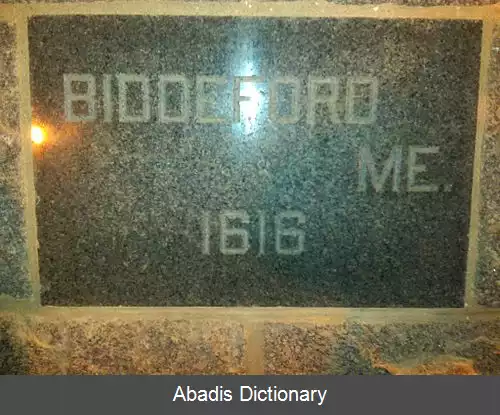 BIDDEFORD
ME.
1616
Abadis Dictionary